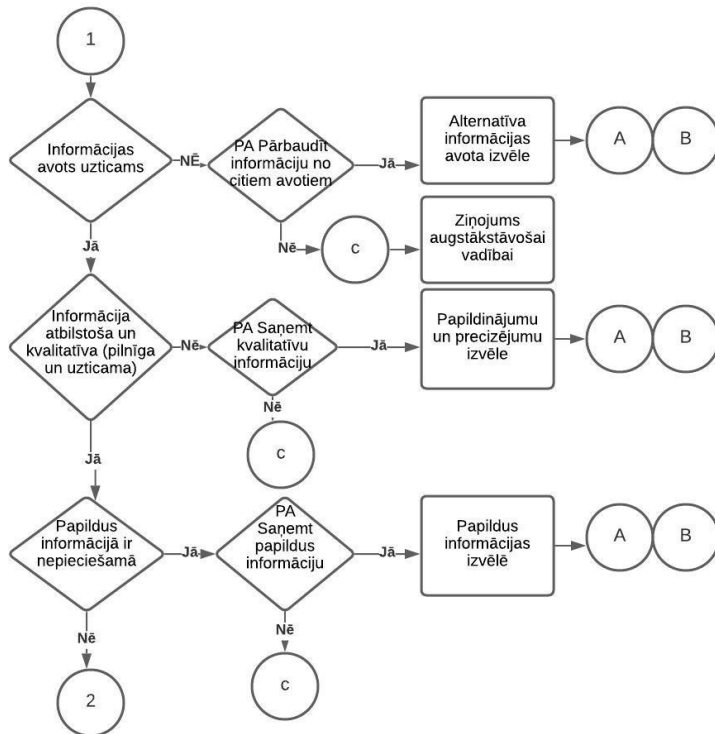 1
Informācijas
avots uzticams
NĒ
PA Pārbaudīt
informāciju no
citiem avotiem
Jā
Alternatīva
informācijas
avota izvēle
A
B
Jā
Nē
c
Ziņojums
augstākstāvošai
vadībai
Informācija
atbilstoša un
kvalitatīva (pilnīga
un uzticama)
Nē
PA Saņemt
kvalitatīvu
informāciju
Jā
Papildinājumu
un precizējumu
izvēle
A
B
Nē
c
Jā
Papildus
informācijā ir
nepieciešamā
Jā
PA
Saņemt
papildus
informāciju
Jā
Papildus
informācijas
izvēlē
A
B
Nē
Nē
2
c